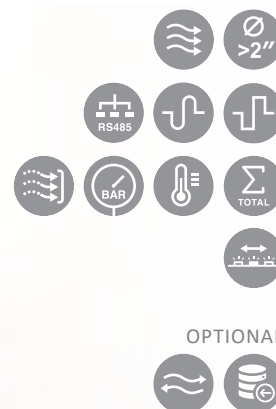 Ø
>2″
RS485
BAR
Σ
TOTAL
OPTIONAL